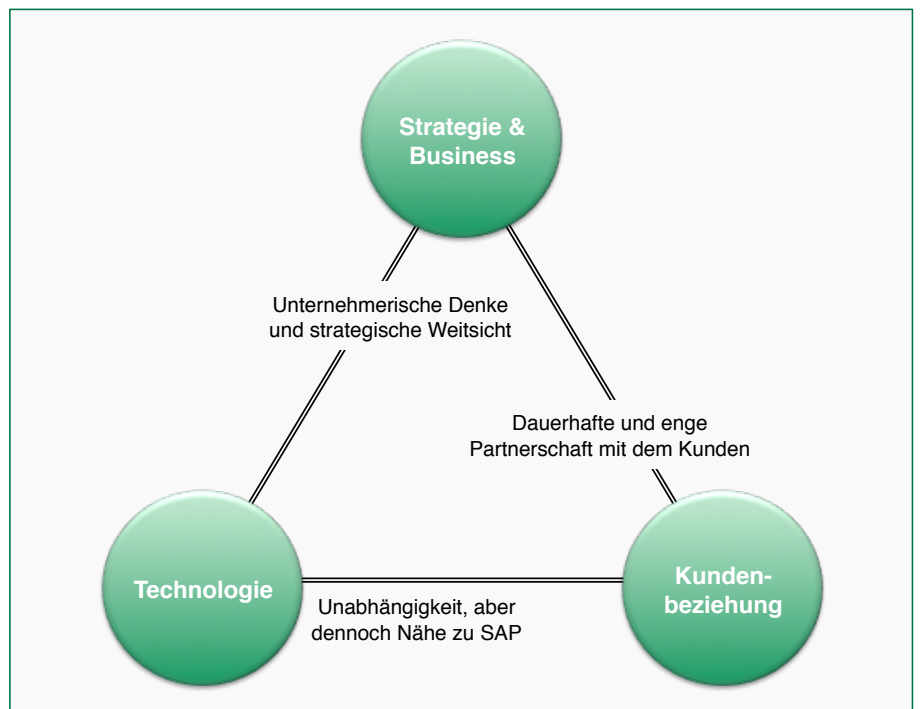 Strategie &
Business
Unternehmerische Denke
und strategische Weitsicht
Dauerhafte und enge
Partnerschaft mit dem Kunden
Technologie
Kunden-
beziehung
Unabhängigkeit, aber
dennoch Nähe zu SAP